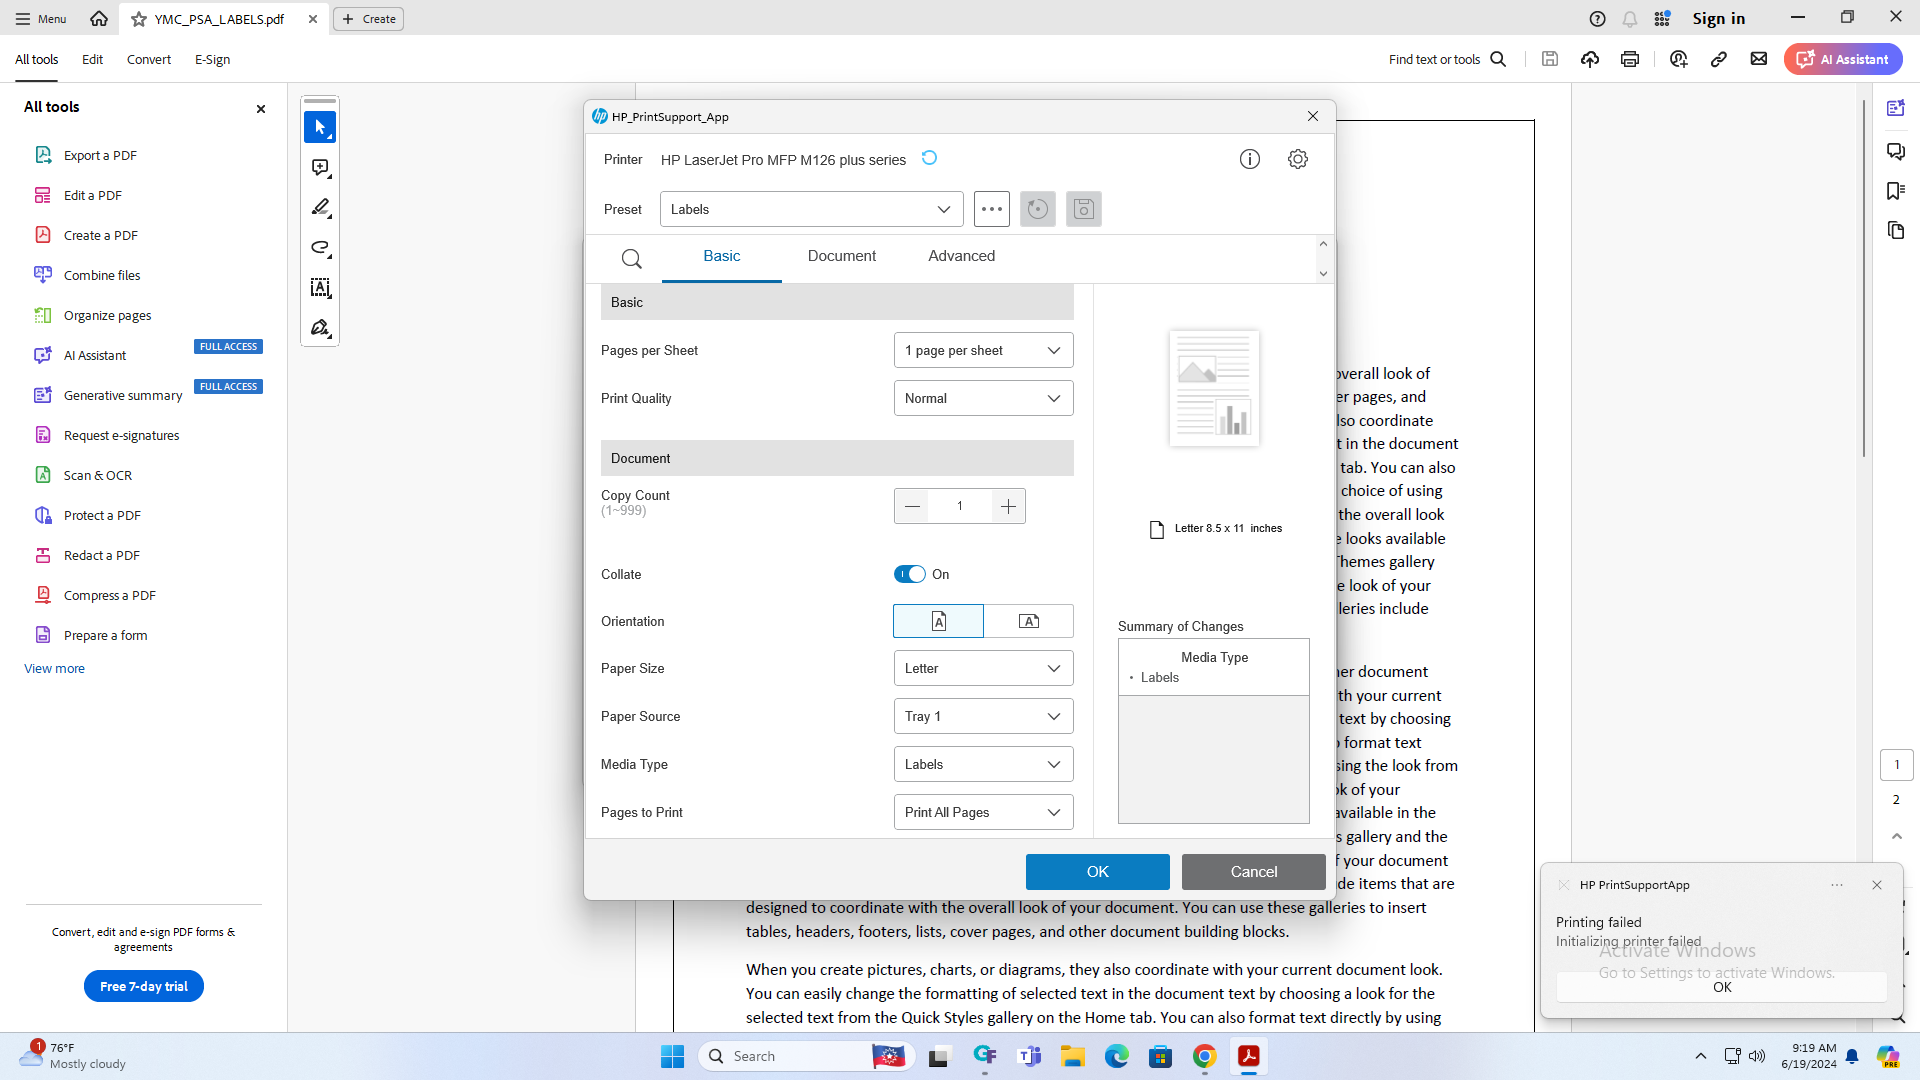 Menu
YMC_PSA_LABELS.pdf
Create
Sign in
All tools
Edit
Convert
E-Sign
Find text or tools
AI Assistant
All tools
Export a PDF
Edit a PDF
Create a PDF
Combine files
Organize pages
AI Assistant
FULL ACCESS
Generative summary
FULL ACCESS
Request e-signatures
Scan & OCR
Protect a PDF
Redact a PDF
Compress a PDF
Prepare a form
View more
Convert, edit and e-sign PDF forms &
agreements
Free 7-day trial
HP_PrintSupport_App
Printer
HP LaserJet Pro MFP M126 plus series
Preset
Labels
Basic
Document
Advanced
Basic
Pages per Sheet
1 page per sheet
Print Quality
Normal
Document
Copy Count
(1~999)
1
Collate
On
Orientation
Paper Size
Letter
Paper Source
Tray 1
Media Type
Labels
Pages to Print
Print All Pages
Letter 8.5 x 11 inches
Summary of Changes
Media Type
• Labels
OK
Cancel
overall look of
er pages, and
lso coordinate
t in the document
tab. You can also
choice of using
the overall look
e looks available
Themes gallery
e look of your
lleries include
her document
th your current
text by choosing
o format text
sing the look from
ok of your
available in the
s gallery and the
f your document
de items that are
designed to coordinate with the overall look of your document. You can use these galleries to insert
tables, headers, footers, lists, cover pages, and other document building blocks.
When you create pictures, charts, or diagrams, they also coordinate with your current document look.
You can easily change the formatting of selected text in the document text by choosing a look for the
selected text from the Quick Styles gallery on the Home tab. You can also format text directly by using
1
2
HP PrintSupportApp
Printing failed
Initializing printer failed
Activate Windows
Go to Settings to activate Windows.
OK
1
76°F
Mostly cloudy
Search
9:19 AM
6/19/2024
PRE